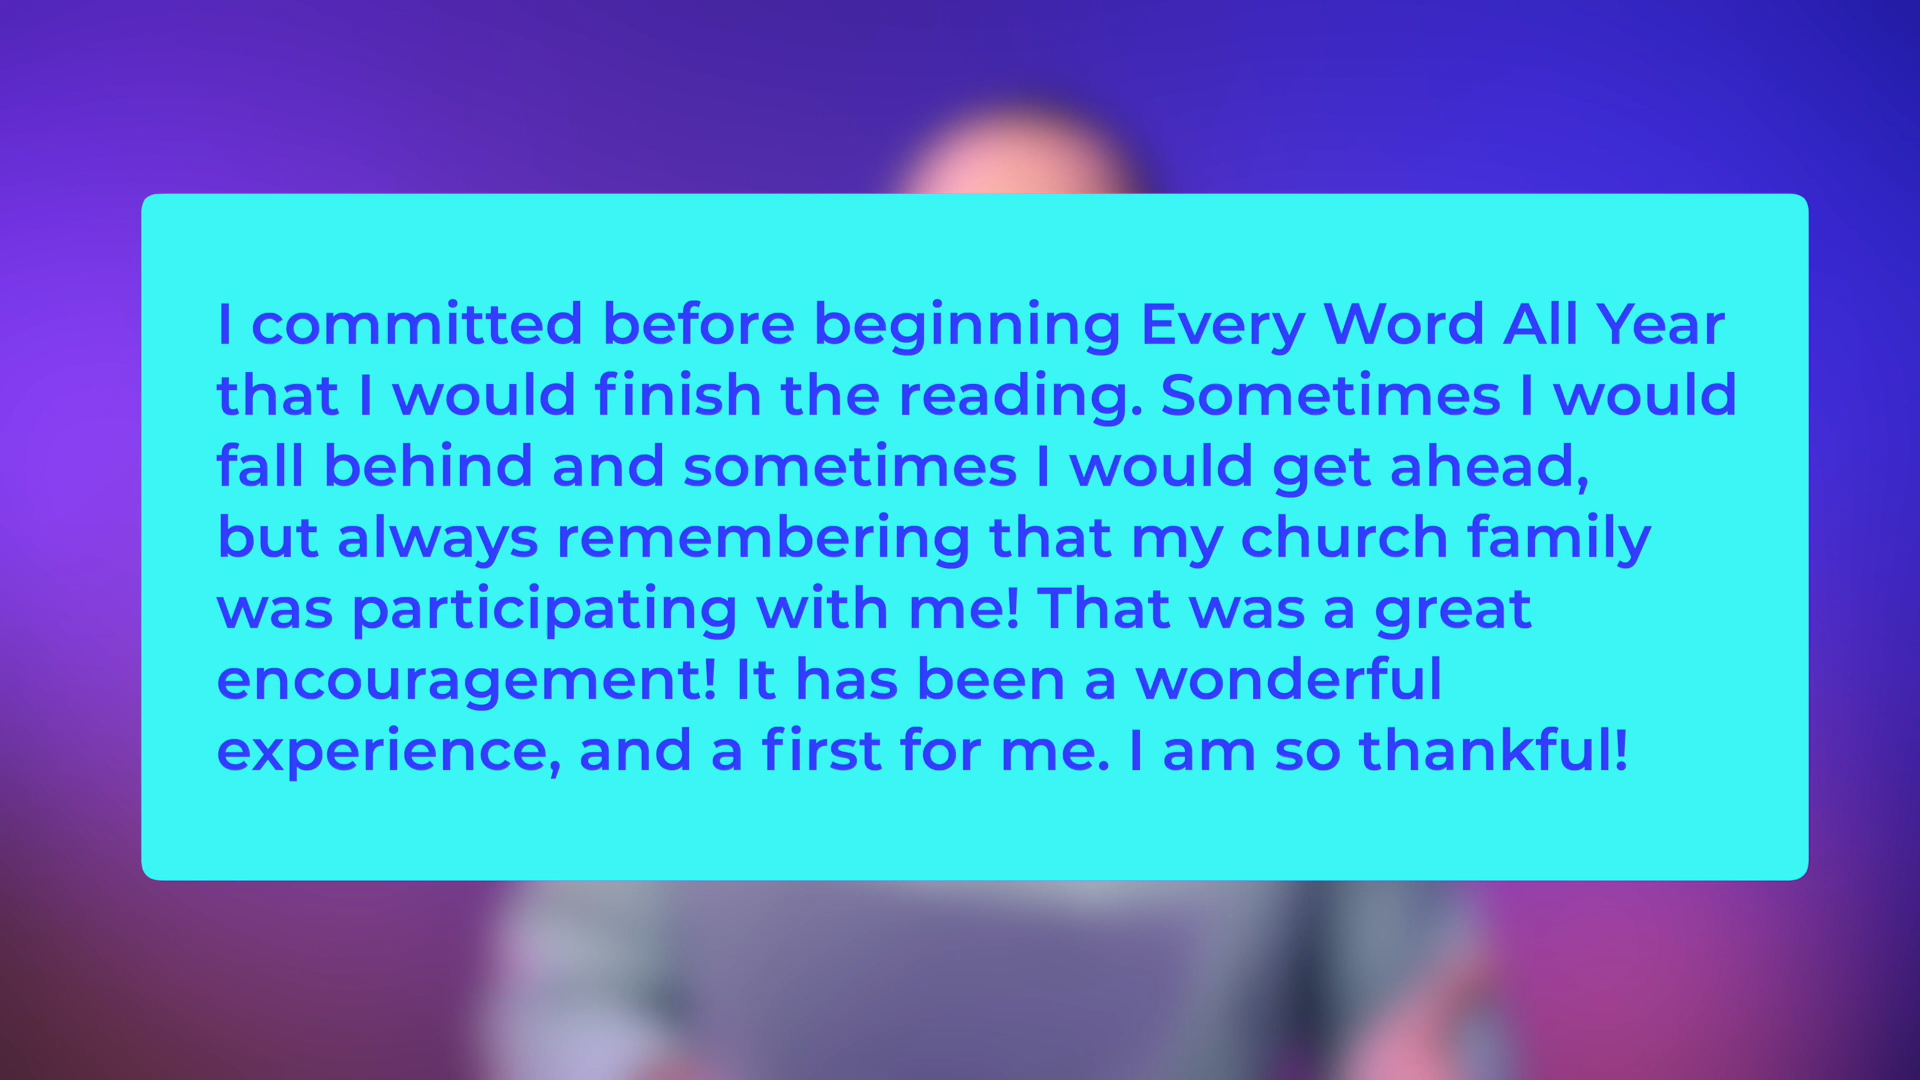 I committed before beginning Every Word All Year
that I would finish the reading. Sometimes I would
fall behind and sometimes I would get ahead,
but always remembering that my church family
was participating with me! That was a great
encouragement! It has been a wonderful
experience, and a first for me. I am so thankful!